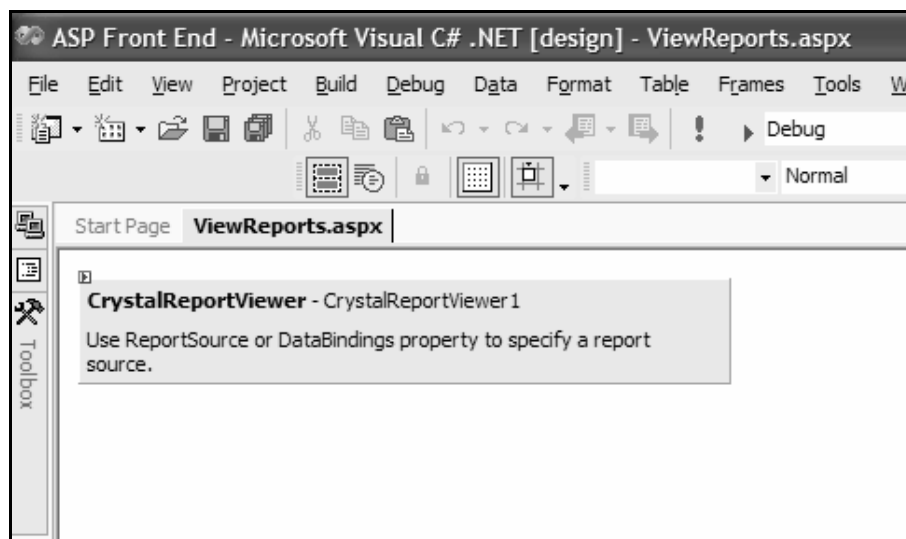 ASP Front End - Microsoft Visual C# .NET [design] - ViewReports.aspx
File Edit View Project Build Debug Data Format Table Frames Tools W
Debug
Normal
Start Page ViewReports.aspx
CrystalReportViewer - CrystalReportViewer1
Use ReportSource or DataBindings property to specify a report
source.
Toolbox